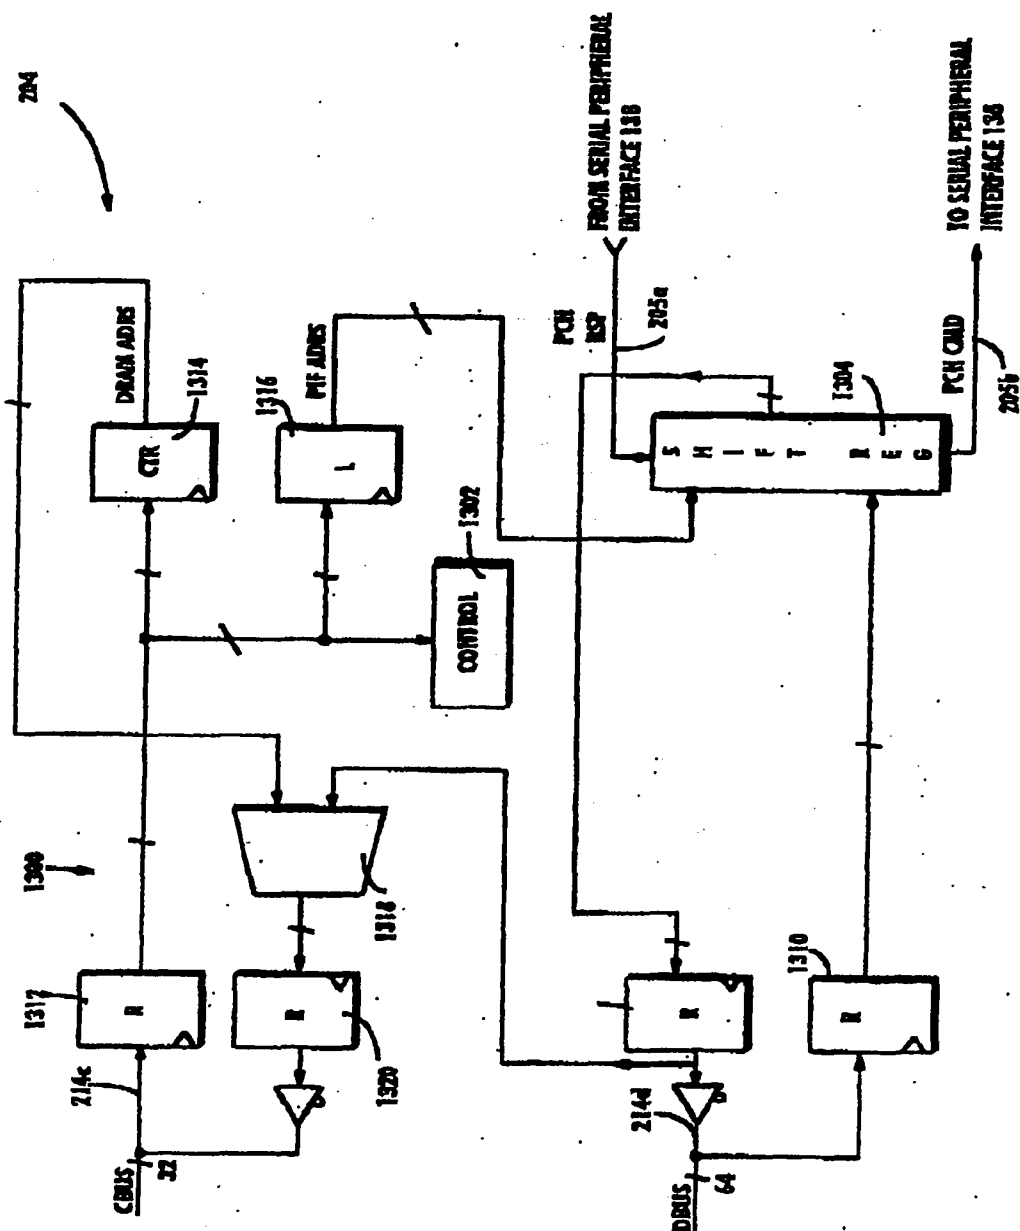 204
1300
CBUS
32
214c
1317
R
DRAM ADRS
CTR
1314
1316
L
PIF ADRS
1302
CONTROL
1318
R
1320
FROM SERIAL PERIPHERAL
INTERFACE 138
PCH
RSP
205a
TO SERIAL PERIPHERAL
INTERFACE 138
PCH CMD
205b
1304
SHIFT REG
R
214d
DBUS
64
1310
R